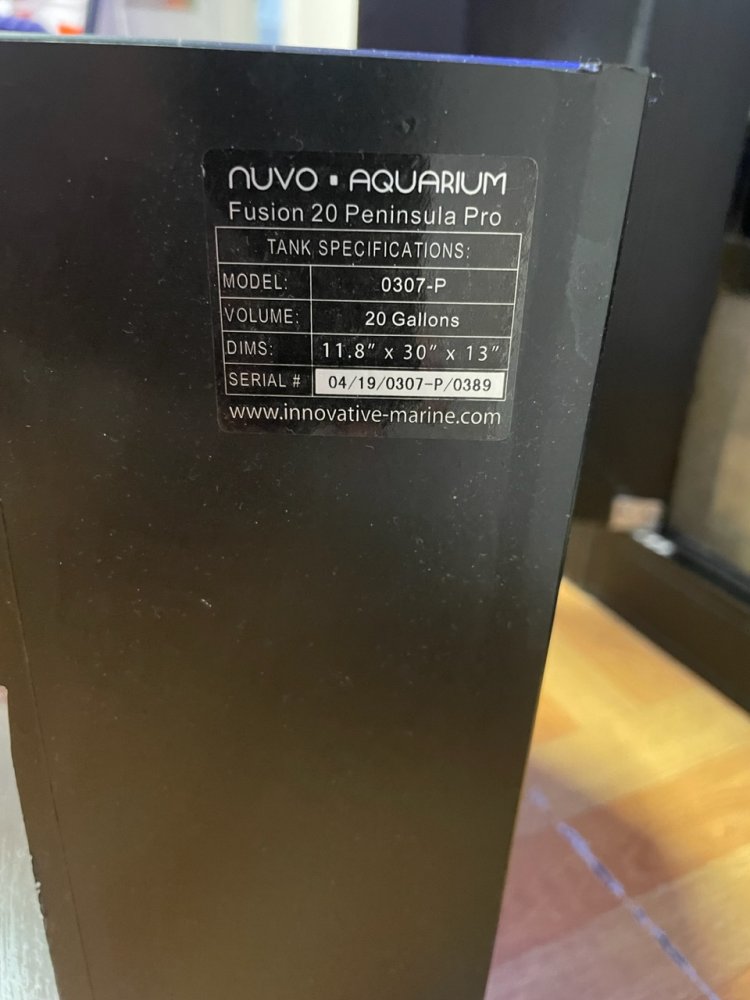 NUVO ▪ AQUARIUM
Fusion 20 Peninsula Pro
TANK SPECIFICATIONS:
MODEL: 0307-P
VOLUME: 20 Gallons
DIMS: 11.8" x 30" x 13"
SERIAL # 04/19/0307-P/0389
www.innovative-marine.com